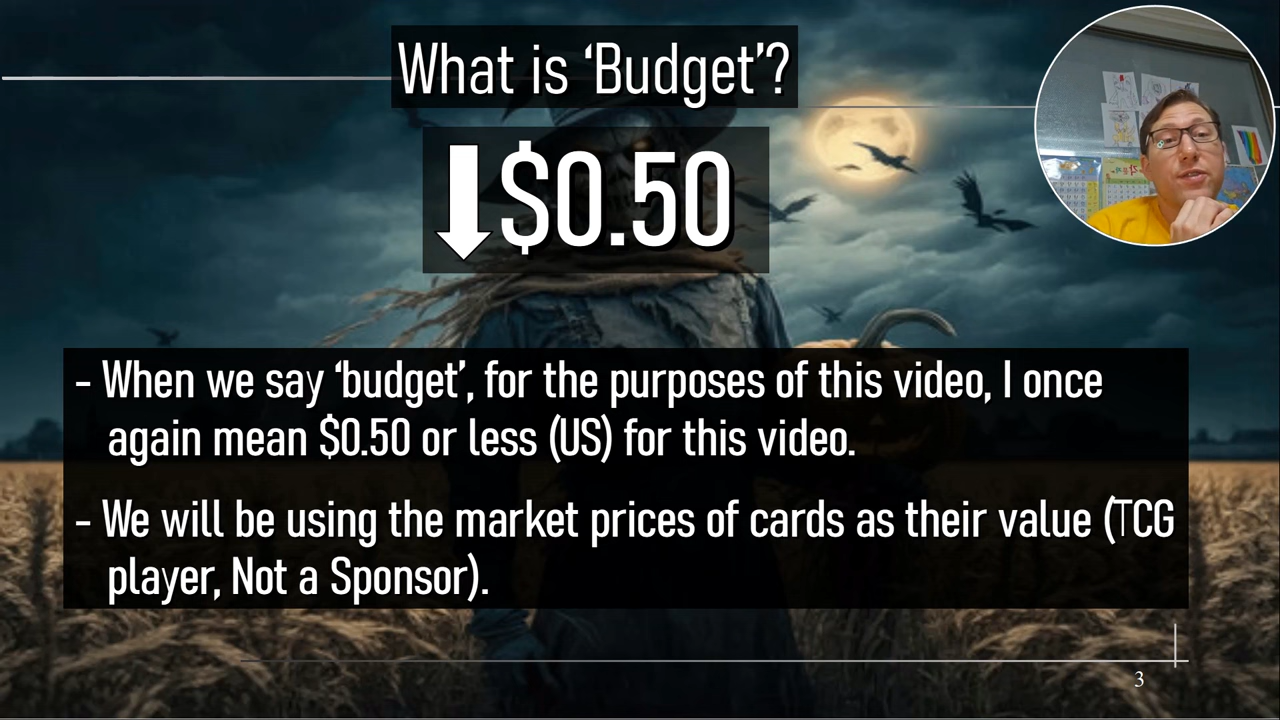 What is ‘Budget’?
$0.50
- When we say ‘budget’, for the purposes of this video, I once
again mean $0.50 or less (US) for this video.
- We will be using the market prices of cards as their value (TCG
player, Not a Sponsor).
3